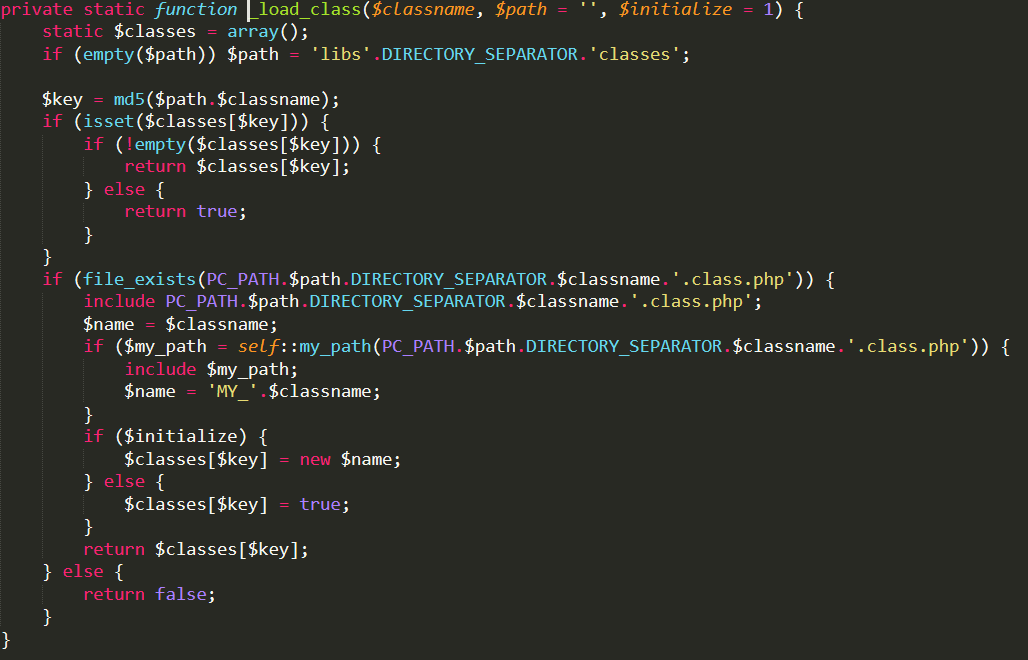 private static function _load_class($classname, $path = '', $initialize = 1) {
    static $classes = array();
    if (empty($path)) $path = 'libs'.DIRECTORY_SEPARATOR.'classes';

    $key = md5($path.$classname);
    if (isset($classes[$key])) {
        if (!empty($classes[$key])) {
            return $classes[$key];
        } else {
            return true;
        }
    }
    if (file_exists(PC_PATH.$path.DIRECTORY_SEPARATOR.$classname.'.class.php')) {
        include PC_PATH.$path.DIRECTORY_SEPARATOR.$classname.'.class.php';
        $name = $classname;
        if ($my_path = self::my_path(PC_PATH.$path.DIRECTORY_SEPARATOR.$classname.'.class.php')) {
            include $my_path;
            $name = 'MY_'.$classname;
        }
        if ($initialize) {
            $classes[$key] = new $name;
        } else {
            $classes[$key] = true;
        }
        return $classes[$key];
    } else {
        return false;
    }
}